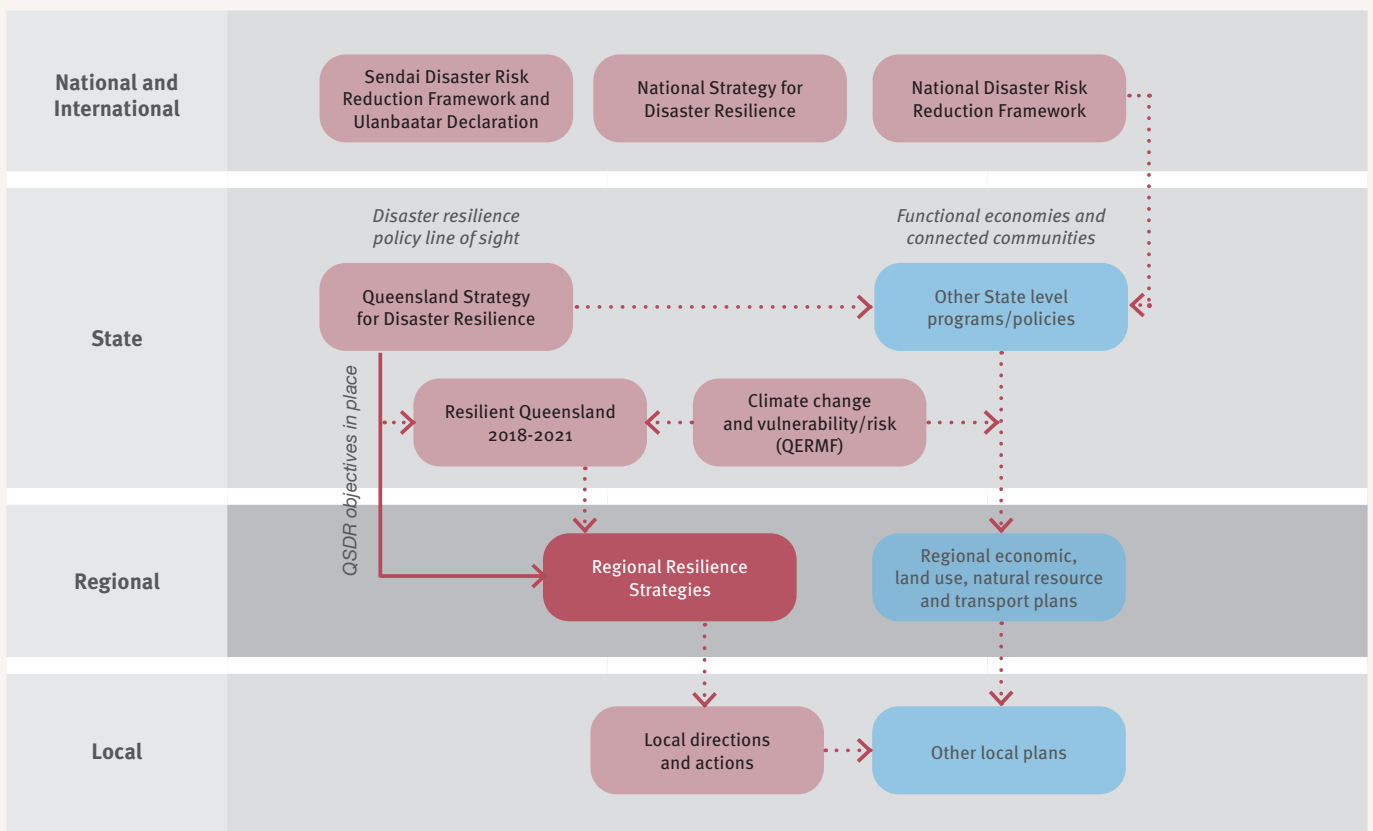 National and
International
Sendai Disaster Risk
Reduction Framework and
Ulanbaatar Declaration
National Strategy for
Disaster Resilience
National Disaster Risk
Reduction Framework
State
Disaster resilience
policy line of sight
Functional economies and
connected communities
Queensland Strategy
for Disaster Resilience
Other State level
programs/policies
QSDR objectives in place
Resilient Queensland
2018-2021
Climate change
and vulnerability/risk
(QERMF)
Regional
Regional Resilience
Strategies
Regional economic,
land use, natural resource
and transport plans
Local
Local directions
and actions
Other local plans